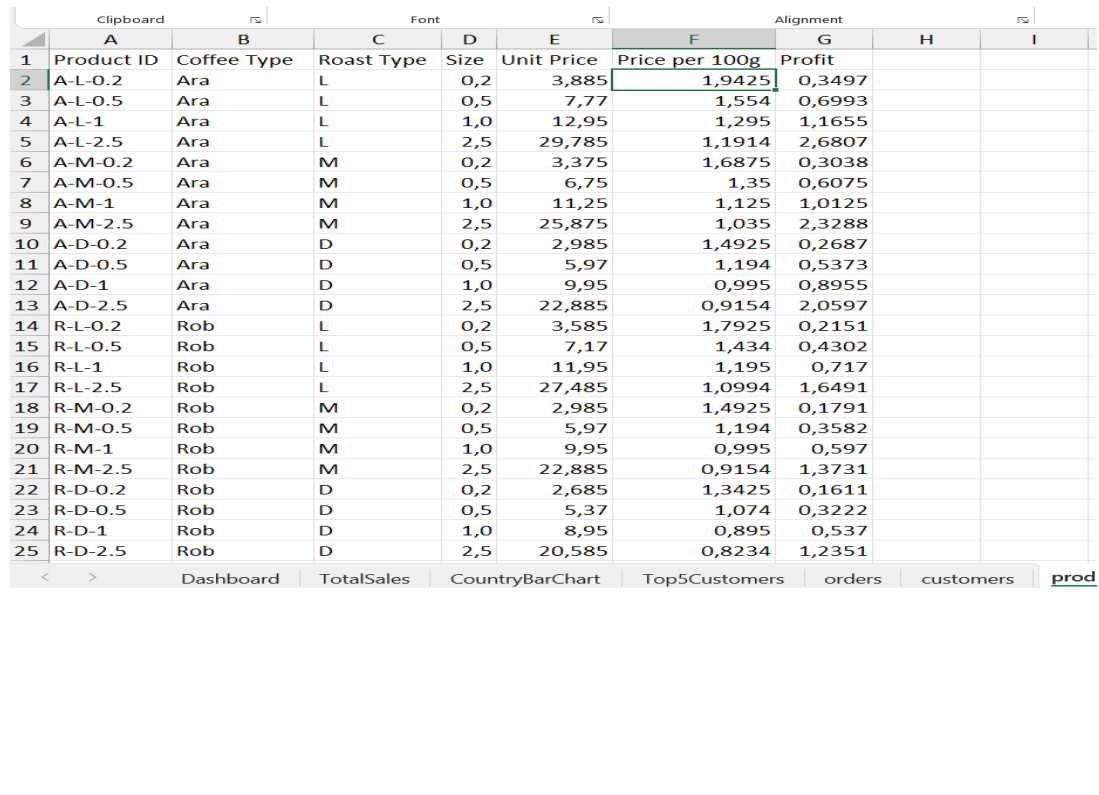 Clipboard Font Alignment
A B C D E F G H I
1 Product ID Coffee Type Roast Type Size Unit Price Price per 100g Profit
2 A-L-0.2 Ara L 0,2 3,885 1,9425 0,3497
3 A-L-0.5 Ara L 0,5 7,77 1,554 0,6993
4 A-L-1 Ara L 1,0 12,95 1,295 1,1655
5 A-L-2.5 Ara L 2,5 29,785 1,1914 2,6807
6 A-M-0.2 Ara M 0,2 3,375 1,6875 0,3038
7 A-M-0.5 Ara M 0,5 6,75 1,35 0,6075
8 A-M-1 Ara M 1,0 11,25 1,125 1,0125
9 A-M-2.5 Ara M 2,5 25,875 1,035 2,3288
10 A-D-0.2 Ara D 0,2 2,985 1,4925 0,2687
11 A-D-0.5 Ara D 0,5 5,97 1,194 0,5373
12 A-D-1 Ara D 1,0 9,95 0,995 0,8955
13 A-D-2.5 Ara D 2,5 22,885 0,9154 2,0597
14 R-L-0.2 Rob L 0,2 3,585 1,7925 0,2151
15 R-L-0.5 Rob L 0,5 7,17 1,434 0,4302
16 R-L-1 Rob L 1,0 11,95 1,195 0,717
17 R-L-2.5 Rob L 2,5 27,485 1,0994 1,6491
18 R-M-0.2 Rob M 0,2 2,985 1,4925 0,1791
19 R-M-0.5 Rob M 0,5 5,97 1,194 0,3582
20 R-M-1 Rob M 1,0 9,95 0,995 0,597
21 R-M-2.5 Rob M 2,5 22,885 0,9154 1,3731
22 R-D-0.2 Rob D 0,2 2,685 1,3425 0,1611
23 R-D-0.5 Rob D 0,5 5,37 1,074 0,3222
24 R-D-1 Rob D 1,0 8,95 0,895 0,537
25 R-D-2.5 Rob D 2,5 20,585 0,8234 1,2351
Dashboard TotalSales CountryBarChart Top5Customers orders customers prod